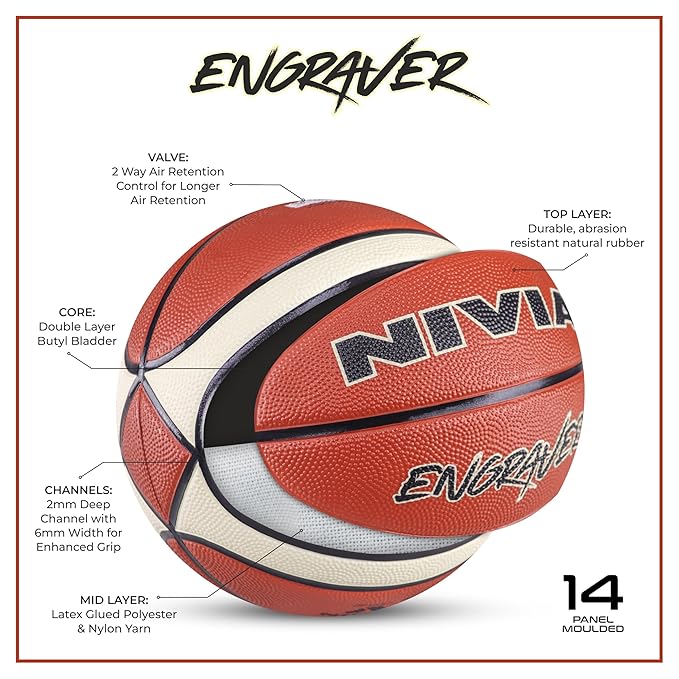 ENGRAVER
VALVE:
2 Way Air Retention
Control for Longer
Air Retention
TOP LAYER:
Durable, abrasion
resistant natural rubber
CORE:
Double Layer
Butyl Bladder
NIVIA
ENGRAVER
CHANNELS:
2mm Deep
Channel with
6mm Width for
Enhanced Grip
MID LAYER:
Latex Glued Polyester
& Nylon Yarn
14
PANEL
MOULDED